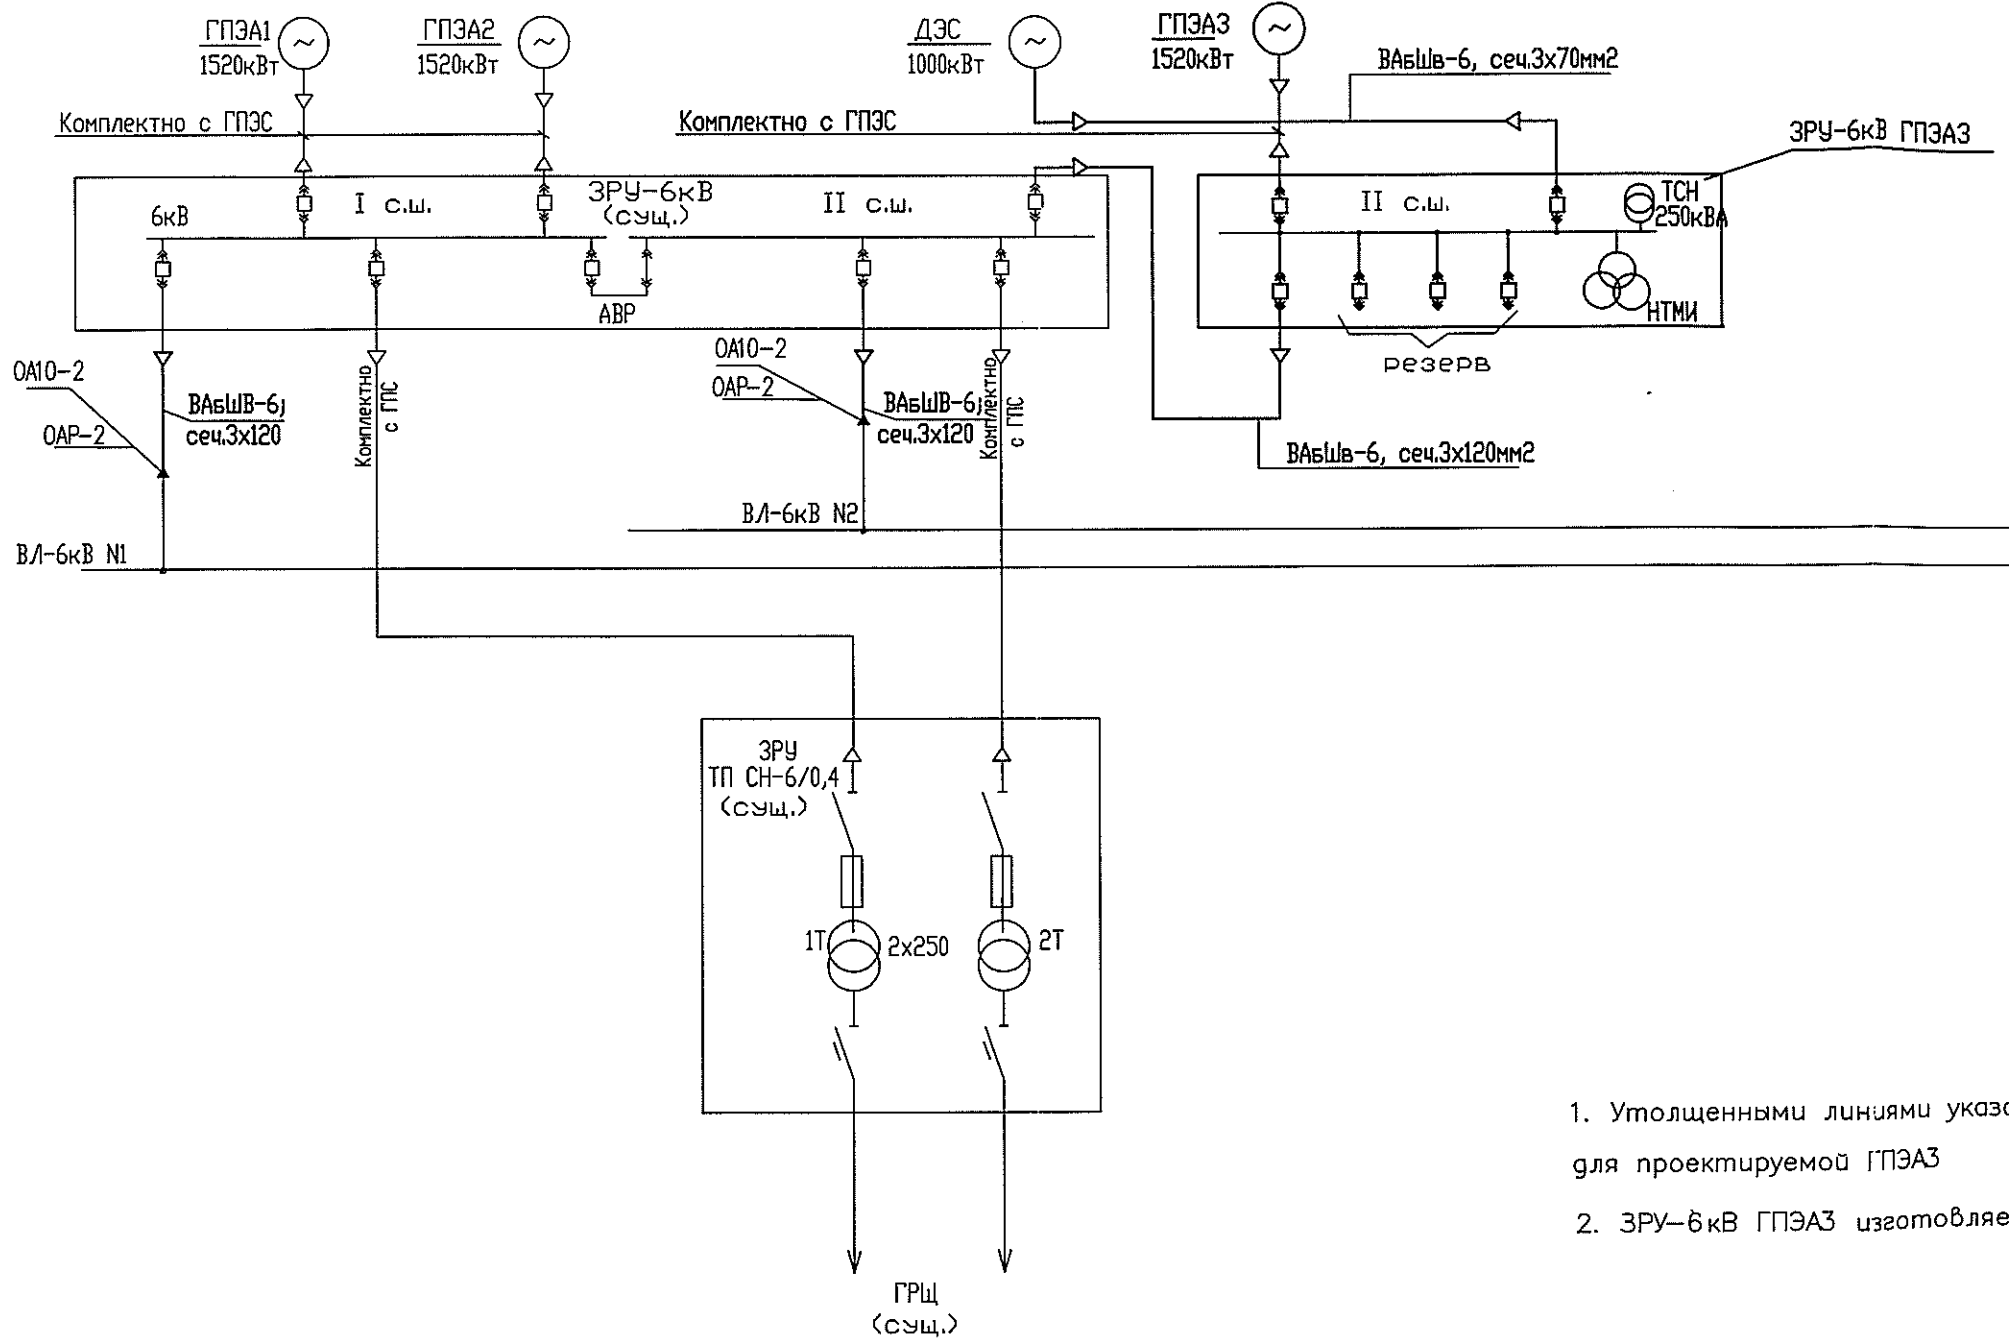 ГПЭА1
1520кВт
ГПЭА2
1520кВт
ДЭС
1000кВт
ГПЭА3
1520кВт
ВАБШв-6, сеч.3х70мм2
Комплектно с ГПЭС
Комплектно с ГПЭС
ЗРУ-6кВ ГПЭА3
6кВ
I с.ш.
ЗРУ-6кВ
(сущ.)
II с.ш.
II с.ш.
ТСН
250кВА
АВР
НТМИ
резерв
ОА10-2
ОАР-2
ВАБШВ-6;
сеч.3х120
Комплектно
с ГПС
ОА10-2
ОАР-2
ВАБШВ-6;
сеч.3х120
Комплектно
с ГПС
ВАБШв-6, сеч.3х120мм2
ВЛ-6кВ N2
ВЛ-6кВ N1
ЗРУ
ТП СН-6/0,4
(сущ.)
1Т
2х250
2Т
1. Утолщенными линиями
для проектируемой ГПЭА3
2. ЗРУ-6кВ ГПЭА3
ГРЩ
(сущ.)